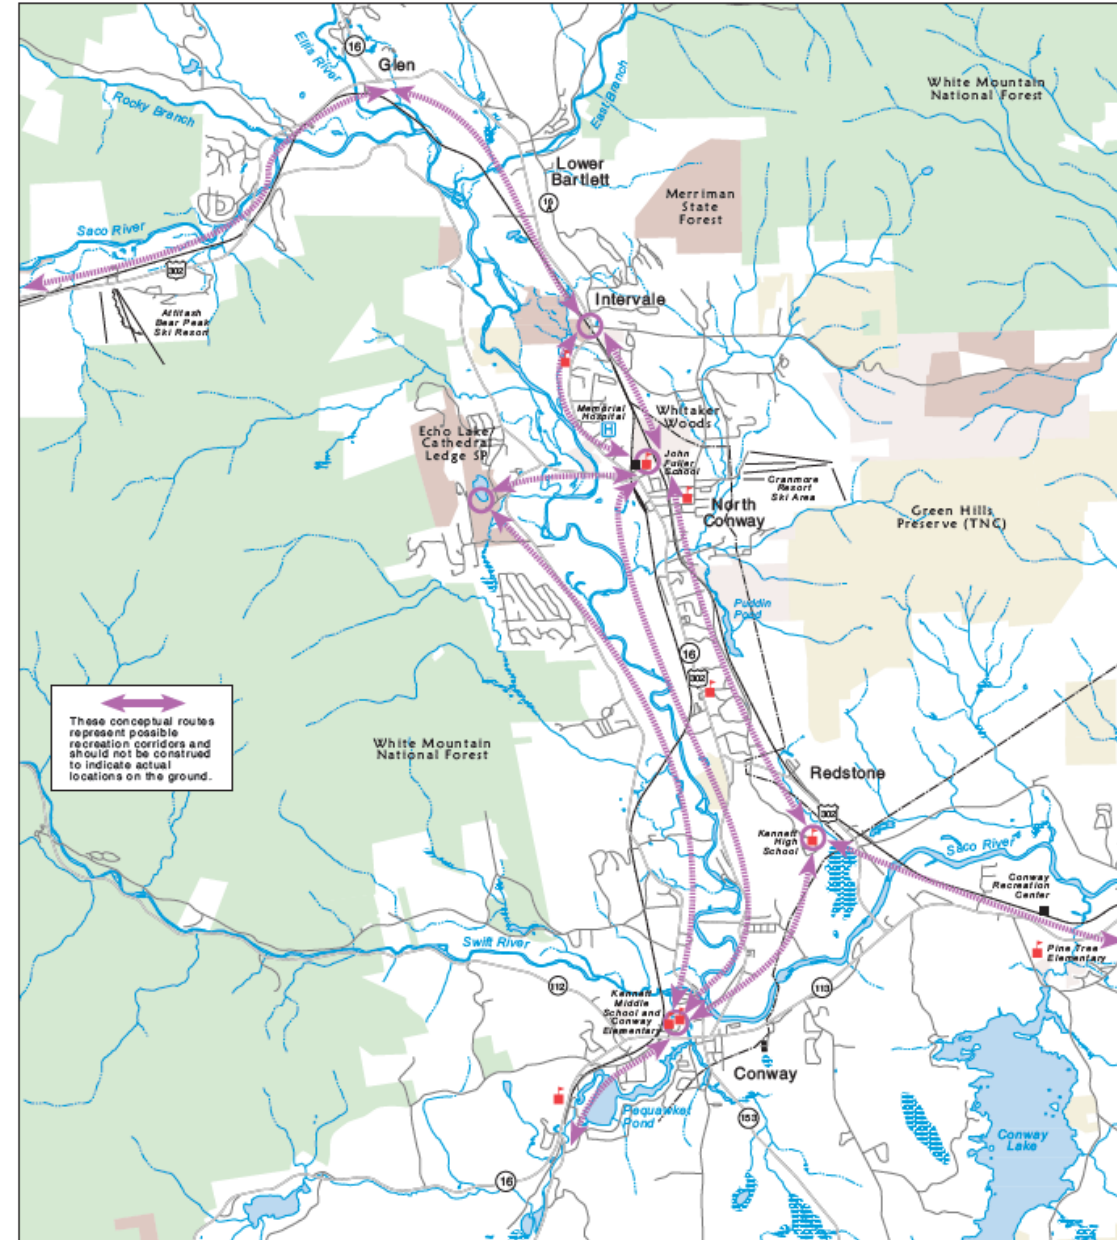 16
Glen
Ellis River
Rocky Branch
East Branch
White Mountain
National Forest
Lower
Bartlett
16
A
Merriman
State
Forest
Saco River
302
Attitash
Bear Peak
Ski Resort
Intervale
Memorial
Hospital
H
Whitaker
Woods
Echo Lake/
Cathedral
Ledge SP
John
Fuller
School
Cranmore
Resort
Ski Area
North
Conway
Green Hills
Preserve (TNC)
Puddin
Pond
16
302
These conceptual routes
represent possible
recreation corridors and
should not be construed
to indicate actual
locations on the ground.
White Mountain
National Forest
Redstone
302
Kennett
High
School
Saco River
Conway
Recreation
Center
Swift River
Pine Tree
Elementary
112
113
Kennett
Middle
School and
Conway
Elementary
Conway
Pequawket
Pond
153
Conway
Lake
16